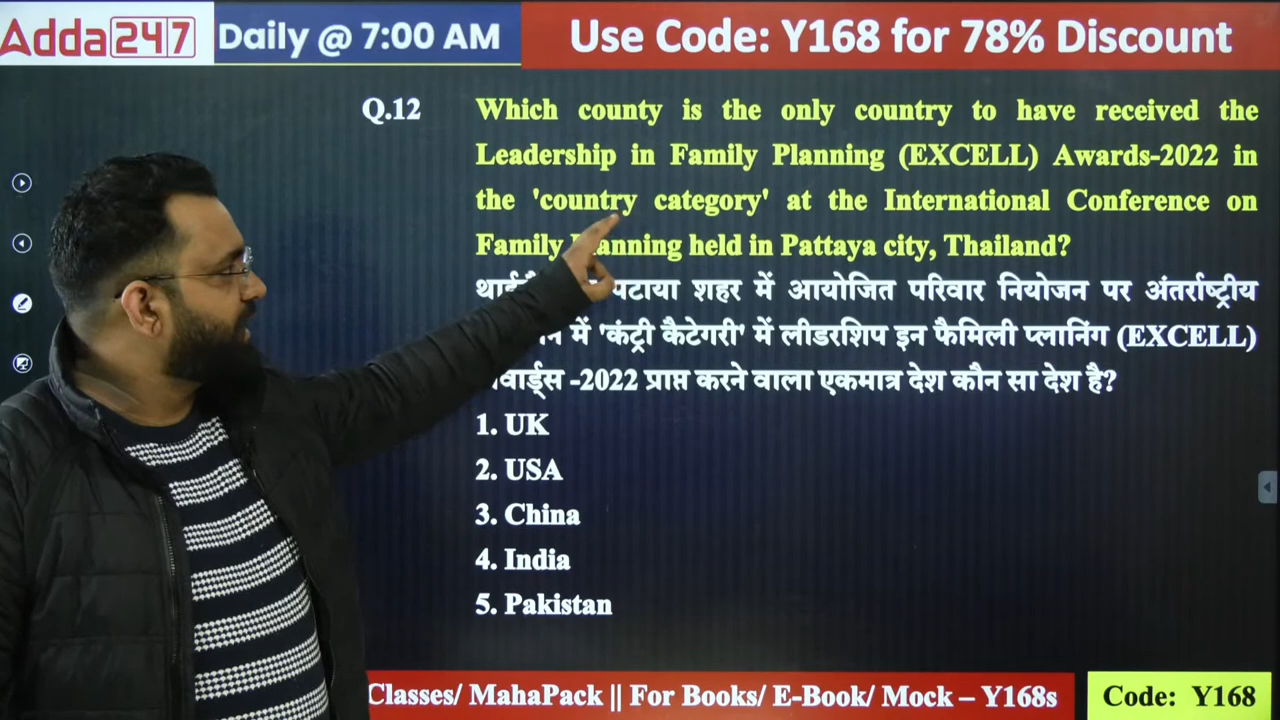 Adda247 Daily @ 7:00 AM Use Code: Y168 for 78% Discount
Q.12 Which county is the only country to have received the
Leadership in Family Planning (EXCELL) Awards-2022 in
the 'country category' at the International Conference on
Family Planning held in Pattaya city, Thailand?
पटाया शहर में आयोजित परिवार नियोजन पर अंतर्राष्ट्रीय
में 'कंट्री कैटेगरी' में लीडरशिप इन फैमिली प्लानिंग (EXCELL)
-2022 प्राप्त करने वाला एकमात्र देश कौन सा देश है?
1. UK
2. USA
3. China
4. India
5. Pakistan
Classes/ MahaPack || For Books/ E-Book/ Mock – Y168s
Code: Y168